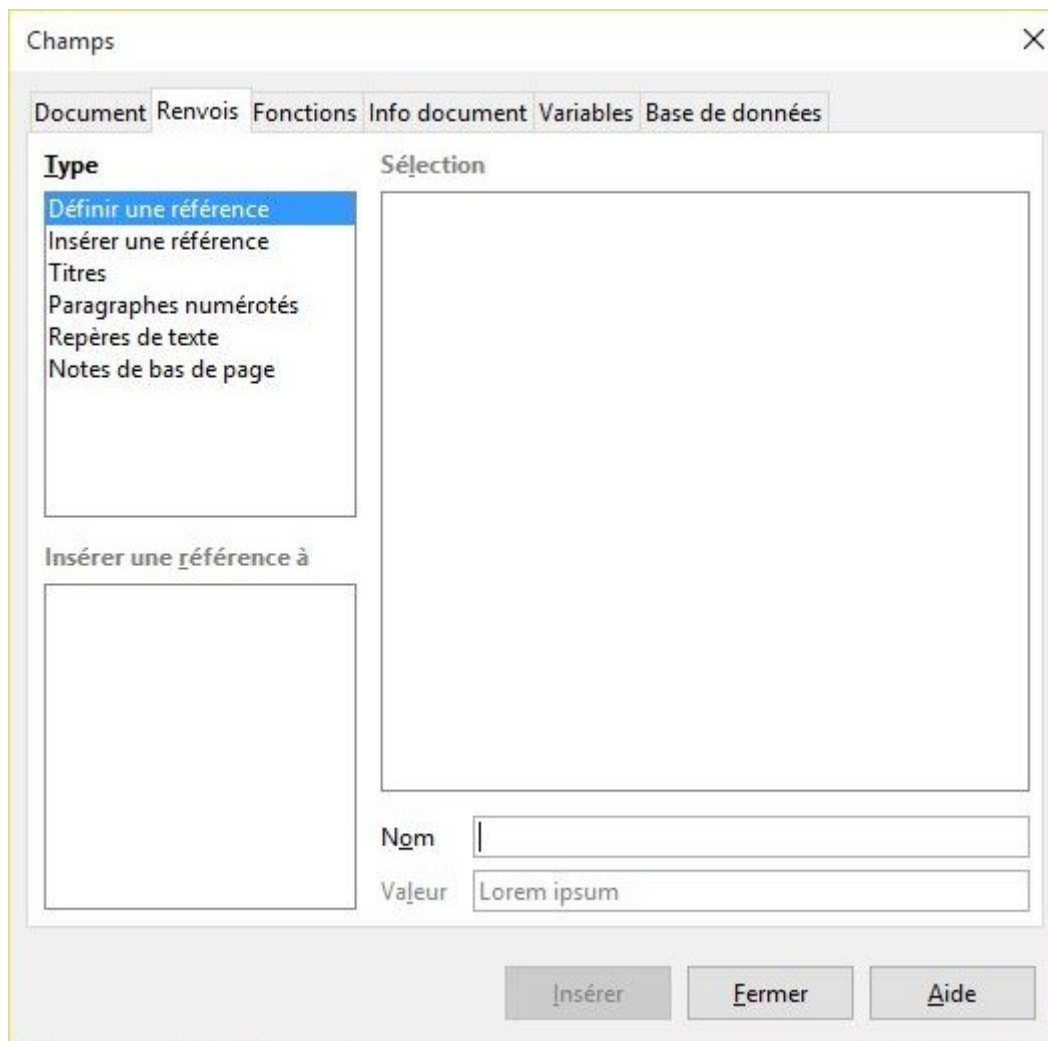 Champs
Document Renvois Fonctions Info document Variables Base de données
Type
Définir une référence
Insérer une référence
Titres
Paragraphes numérotés
Repères de texte
Notes de bas de page
Insérer une référence à
Sélection
Nom
Valeur Lorem ipsum
Insérer Fermer Aide